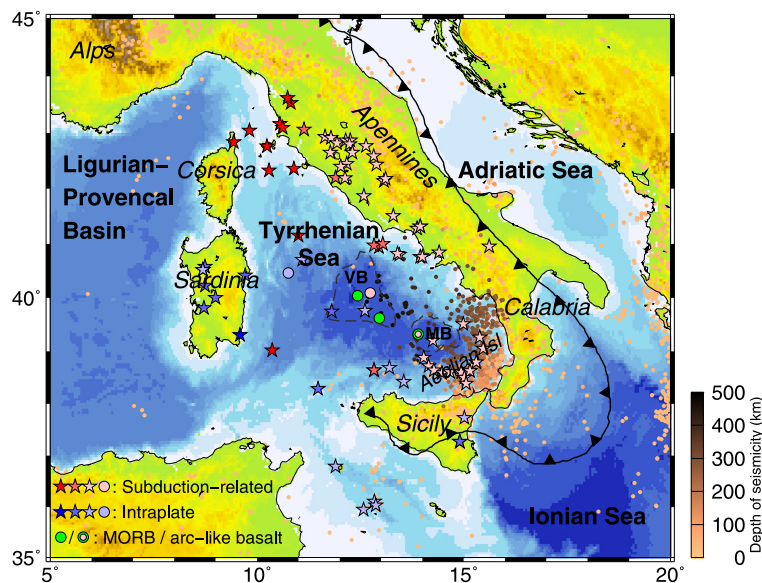 45°
Alps
Apennines
Ligurian–
Provencal
Basin
Corsica
Adriatic Sea
Tyrrhenian
Sea
Sardinia
VB
40°
Calabria
MB
Aeolian Isl
Sicily
500
400
300
200
100
0
Depth of seismicity (km)
: Subduction–related
: Intraplate
/ : MORB / arc–like basalt
Ionian Sea
35°
5°
10°
15°
20°